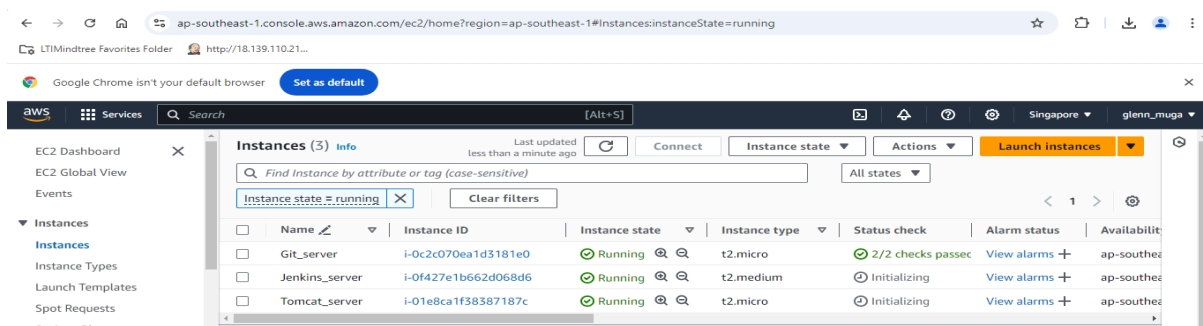 ap-southeast-1.console.aws.amazon.com/ec2/home?region=ap-southeast-1#Instances:instanceState=running
LTIMindtree Favorites Folder http://18.139.110.21...
Google Chrome isn't your default browser Set as default
aws Services Search [Alt+S] Singapore glenn_muga
EC2 Dashboard
EC2 Global View
Events
Instances
Instances
Instance Types
Launch Templates
Spot Requests
Instances (3) Info Last updated less than a minute ago Connect Instance state Actions Launch instances
Find Instance by attribute or tag (case-sensitive) All states
Instance state = running Clear filters 1
Name Instance ID Instance state Instance type Status check Alarm status Availabilit
Git_server i-0c2c070ea1d3181e0 Running t2.micro 2/2 checks passec View alarms + ap-southea
Jenkins_server i-0f427e1b662d068d6 Running t2.medium Initializing View alarms + ap-southea
Tomcat_server i-01e8ca1f38387187c Running t2.micro Initializing View alarms + ap-southea